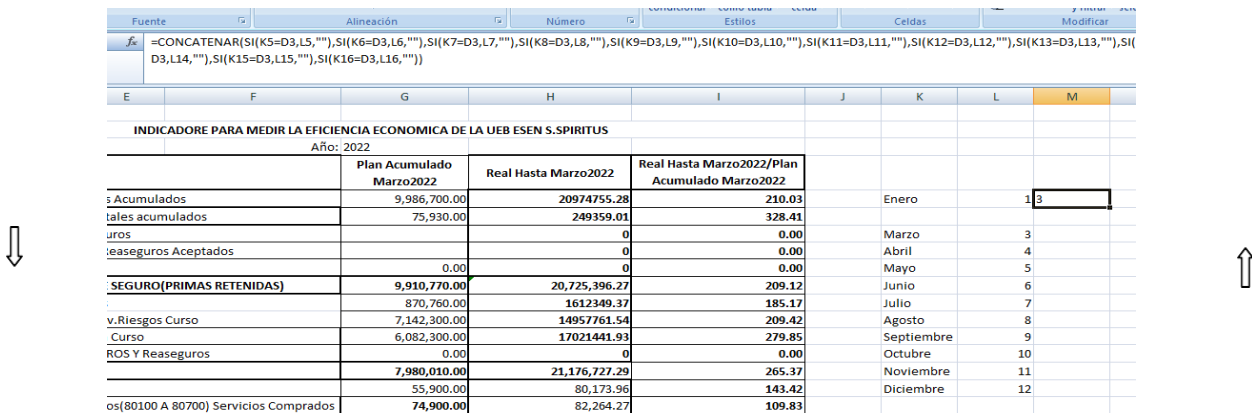 Fuente Alineación Número Estilos Celdas Modificar
fx =CONCATENAR(SI(K5=D3,L5,""),SI(K6=D3,L6,""),SI(K7=D3,L7,""),SI(K8=D3,L8,""),SI(K9=D3,L9,""),SI(K10=D3,L10,""),SI(K11=D3,L11,""),SI(K12=D3,L12,""),SI(K13=D3,L13,""),SI(
D3,L14,""),SI(K15=D3,L15,""),SI(K16=D3,L16,""))
E F G H I J K L M
INDICADORE PARA MEDIR LA EFICIENCIA ECONOMICA DE LA UEB ESEN S.SPIRITUS
Año: 2022
Plan Acumulado Real Hasta Marzo2022 Real Hasta Marzo2022/Plan
Marzo2022 Acumulado Marzo2022
s Acumulados 9,986,700.00 20974755.28 210.03 Enero 1 3
tales acumulados 75,930.00 249359.01 328.41
uros 0 0.00 Marzo 3
Reaseguros Aceptados 0 0.00 Abril 4
0.00 0 0.00 Mayo 5
SEGURO(PRIMAS RETENIDAS) 9,910,770.00 20,725,396.27 209.12 Junio 6
870,760.00 1612349.37 185.17 Julio 7
v.Riesgos Curso 7,142,300.00 14957761.54 209.42 Agosto 8
Curso 6,082,300.00 17021441.93 279.85 Septiembre 9
ROS Y Reaseguros 0.00 0 0.00 Octubre 10
7,980,010.00 21,176,727.29 265.37 Noviembre 11
55,900.00 80,173.96 143.42 Diciembre 12
os(80100 A 80700) Servicios Comprados 74,900.00 82,264.27 109.83